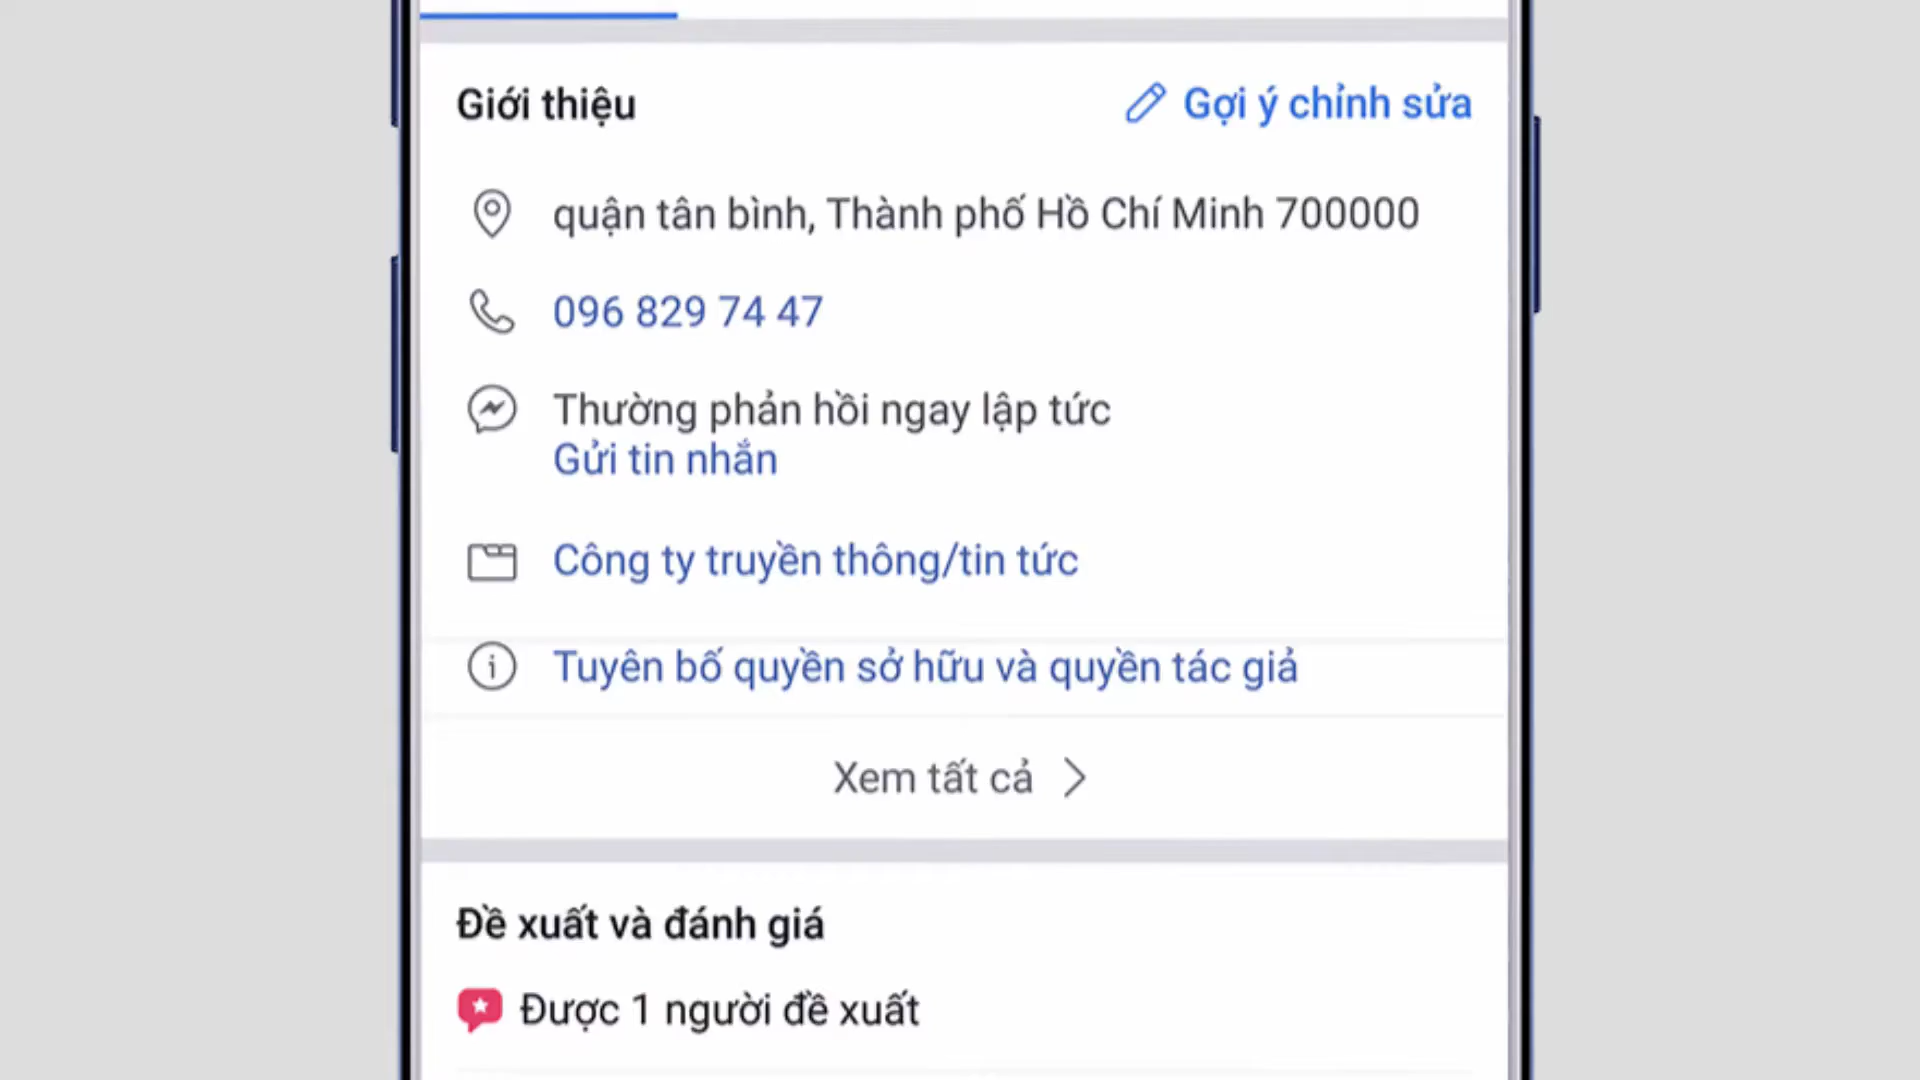 Giới thiệu
Gợi ý chỉnh sửa
quận tân bình, Thành phố Hồ Chí Minh 700000
096 829 74 47
Thường phản hồi ngay lập tức
Gửi tin nhắn
Công ty truyền thông/tin tức
Tuyên bố quyền sở hữu và quyền tác giả
Xem tất cả
Đề xuất và đánh giá
Được 1 người đề xuất